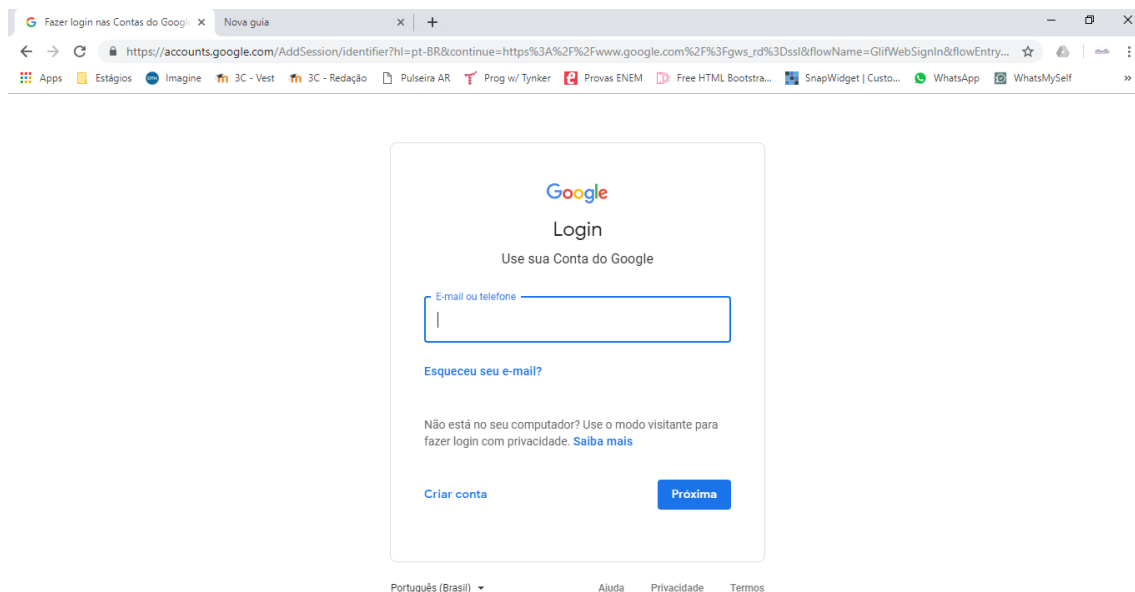 Fazer login nas Contas do Googl
Nova guia
https://accounts.google.com/AddSession/identifier?hl=pt-BR&continue=https%3A%2F%2Fwww.google.com%2F%3Fgws_rd%3Dssl&flowName=GlifWebSignIn&flowEntry...
Apps Estágios Imagine 3C - Vest 3C - Redação Pulseira AR Prog w/ Tynker Provas ENEM Free HTML Bootstra... SnapWidget | Custo... WhatsApp WhatsMySelf »
Google
Login
Use sua Conta do Google
E-mail ou telefone
Esqueceu seu e-mail?
Não está no seu computador? Use o modo visitante para
fazer login com privacidade. Saiba mais
Criar conta Próxima
Português (Brasil) Ajuda Privacidade Termos